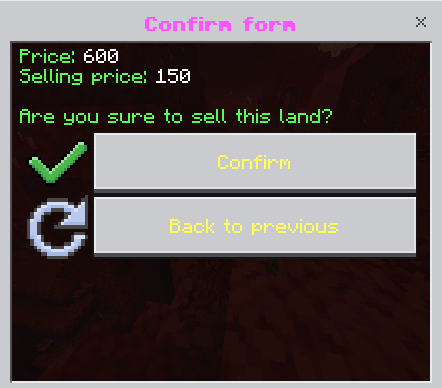 Confirm form
Price: 600
Selling price: 150
Are you sure to sell this land?
Confirm
Back to previous